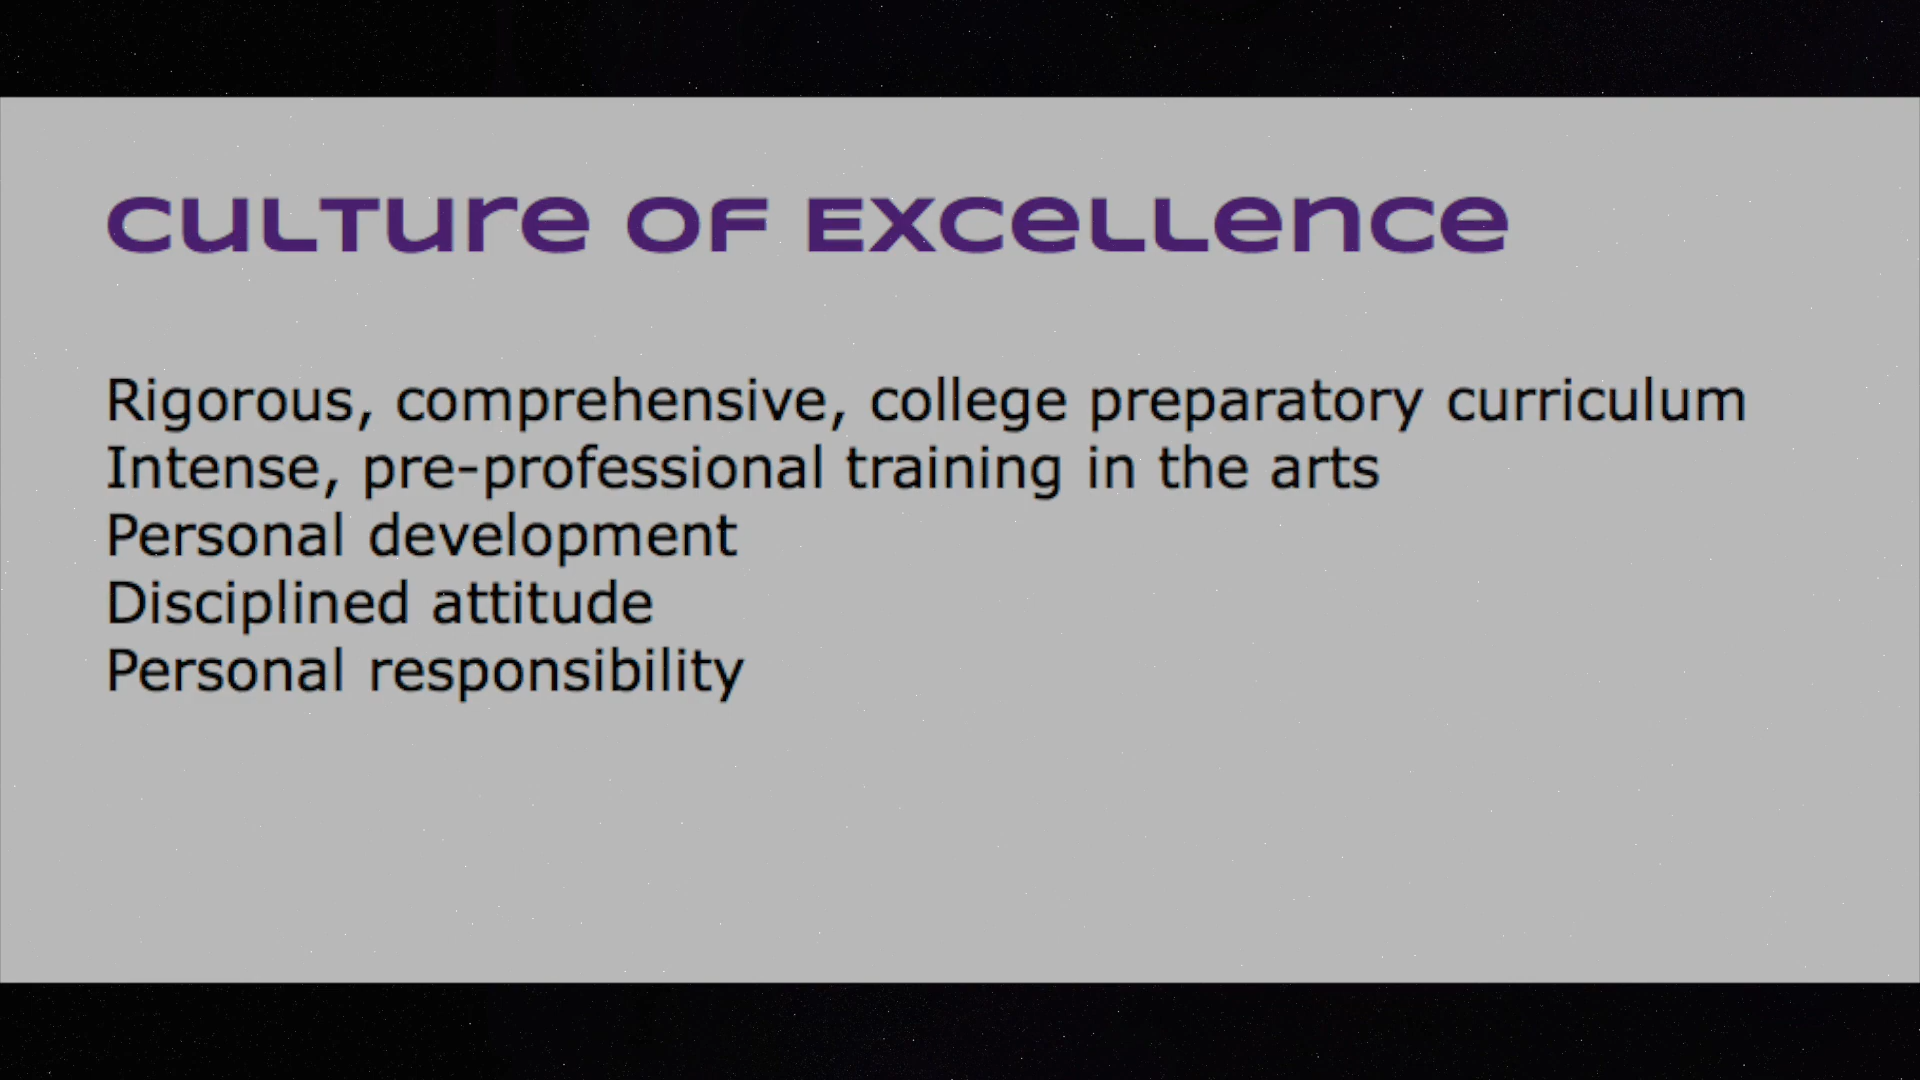 CULTURE OF EXCELLENCE
Rigorous, comprehensive, college preparatory curriculum
Intense, pre-professional training in the arts
Personal development
Disciplined attitude
Personal responsibility